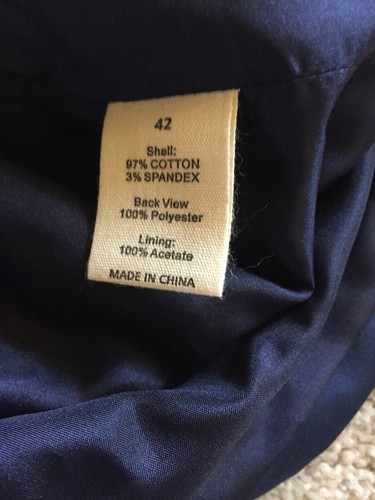 42
Shell:
97% COTTON
3% SPANDEX
Back View
100% Polyester
Lining:
100% Acetate
MADE IN CHINA